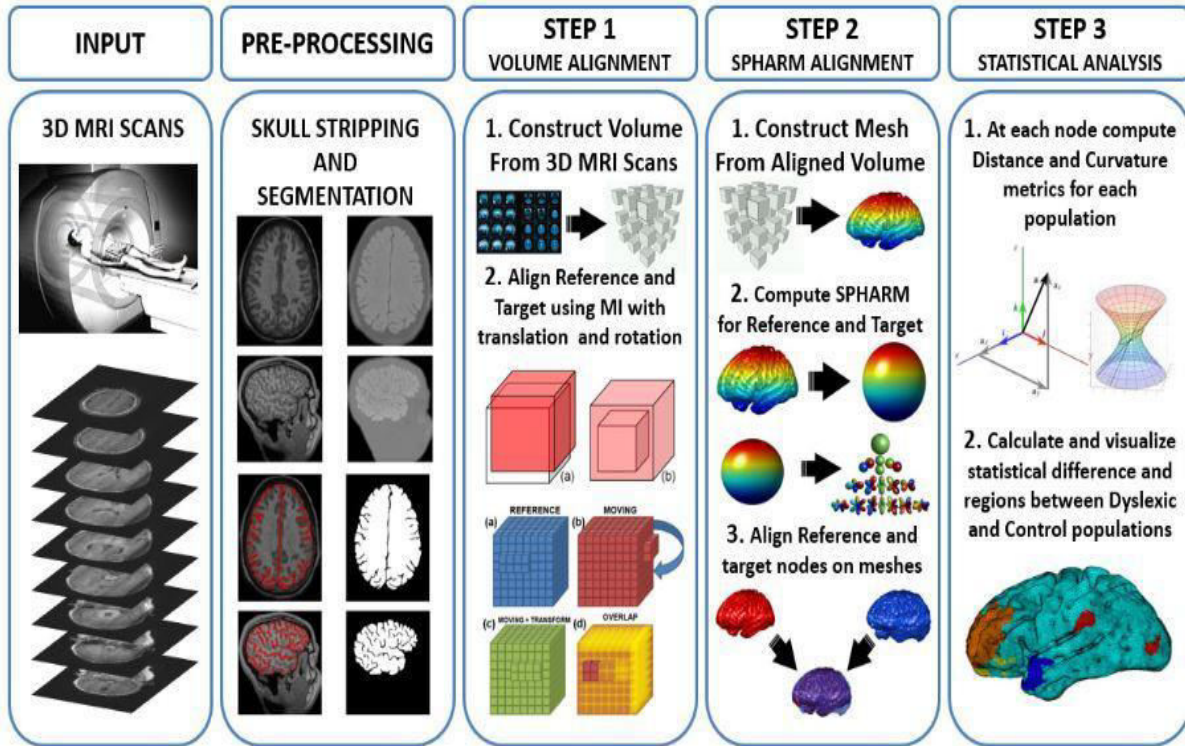 INPUT
PRE-PROCESSING
STEP 1
VOLUME ALIGNMENT
STEP 2
SPHARM ALIGNMENT
STEP 3
STATISTICAL ANALYSIS
3D MRI SCANS
SKULL STRIPPING
AND
SEGMENTATION
1. Construct Volume
From 3D MRI Scans
2. Align Reference and
Target using MI with
translation and rotation
(a)
(b)
REFERENCE
MOVING
(a)
(b)
MOVING + TRANSFORM
OVERLAP
(c)
(d)
1. Construct Mesh
From Aligned Volume
2. Compute SPHARM
for Reference and Target
3. Align Reference and
target nodes on meshes
1. At each node compute
Distance and Curvature
metrics for each
population
2. Calculate and visualize
statistical difference and
regions between Dyslexic
and Control populations